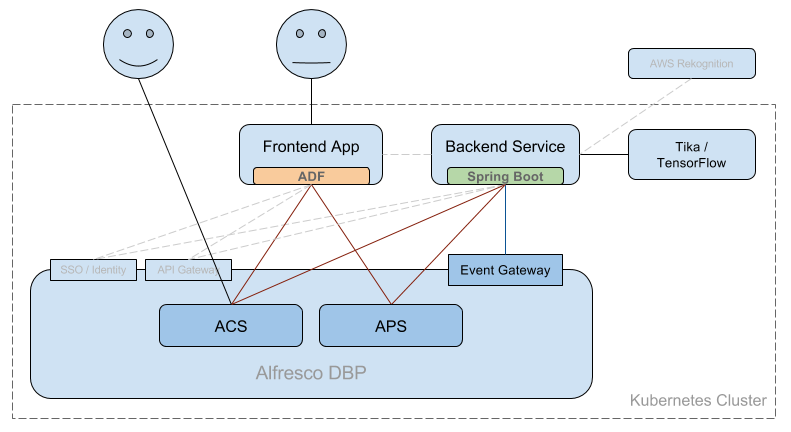 AWS Rekognition
Frontend App
ADF
Backend Service
Spring Boot
Tika /
TensorFlow
SSO / Identity
API Gateway
Event Gateway
ACS
APS
Alfresco DBP
Kubernetes Cluster